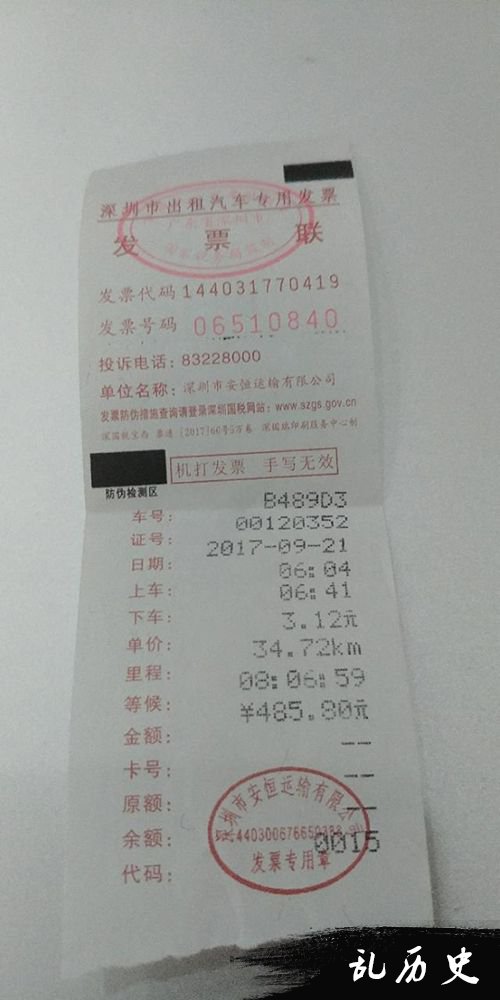 深圳市出租汽车专用发票
发 票 联
发票代码 144031770419
发票号码 06510840
投诉电话：83228000
单位名称：深圳市安恒运输有限公司
发票防伪措施查询请登录深圳国税网站：www.szgs.gov.cn
机打发票 手写无效
防伪检测区
车号： B489D3
证号： 00120352
日期： 2017-09-21
上车： 06:04
下车： 06:41
单价： 3.12元
里程： 34.72km
等候： 08:06:59
金额： ¥485.80元
卡号： --
原额： --
余额： --
代码： 0015
深圳市安恒运输有限公
发票专用章
乱历史